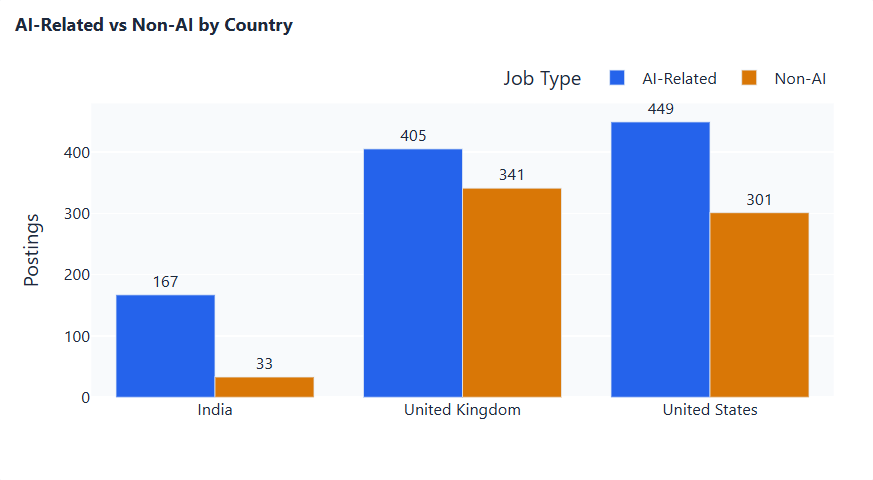 AI-Related vs Non-AI by Country
Job Type AI-Related Non-AI
Postings
400
300
200
100
0
167
33
405
341
449
301
India United Kingdom United States